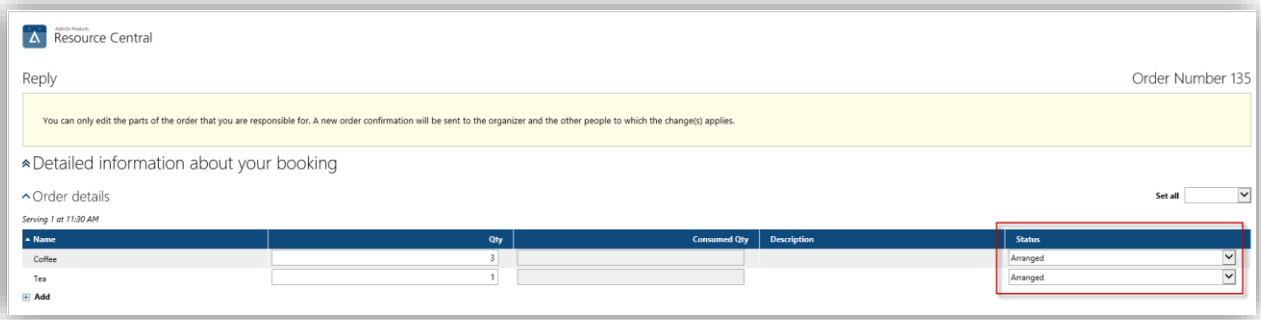 Add-On Products
Resource Central
Reply
Order Number 135
You can only edit the parts of the order that you are responsible for. A new order confirmation will be sent to the organizer and the other people to which the change(s) applies.
Detailed information about your booking
Order details
Set all
Serving 1 at 11:30 AM
Name Qty Consumed Qty Description Status
Coffee 3 Arranged
Tea 1 Arranged
Add